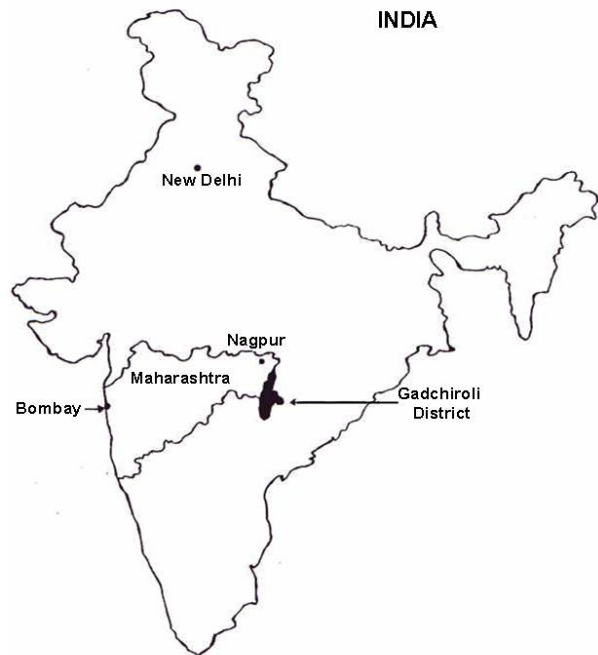 INDIA
New Delhi
Nagpur
Maharashtra
Bombay
Gadchiroli
District